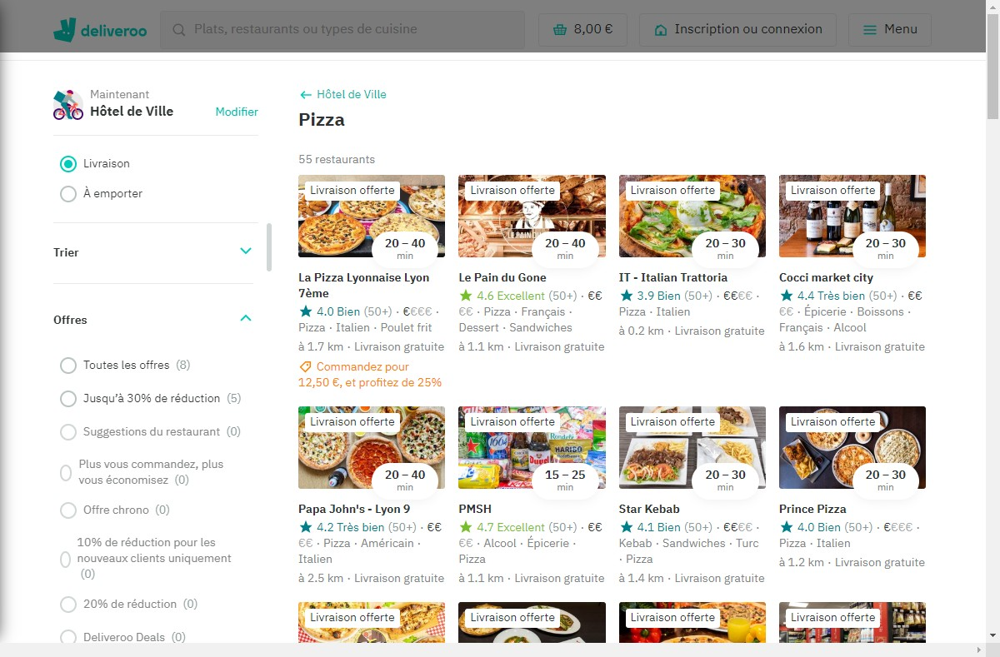 deliveroo
Plats, restaurants ou types de cuisine
8,00 €
Inscription ou connexion
Menu
Maintenant
Hôtel de Ville
Modifier
Livraison
À emporter
Trier
Offres
Toutes les offres (8)
Jusqu’à 30% de réduction (5)
Suggestions du restaurant (0)
Plus vous commandez, plus
vous économisez (0)
Offre chrono (0)
10% de réduction pour les
nouveaux clients uniquement
(0)
20% de réduction (0)
Deliveroo Deals (0)
Hôtel de Ville
Pizza
55 restaurants
Livraison offerte
20 – 40
min
La Pizza Lyonnaise Lyon
7ème
4.0 Bien (50+) · €€€€ ·
Pizza · Italien · Poulet frit
à 1.7 km · Livraison gratuite
Commandez pour
12,50 €, et profitez de 25%
Livraison offerte
LE PAIN DU
20 – 40
min
Le Pain du Gone
4.6 Excellent (50+) · €€
€€ · Pizza · Français ·
Dessert · Sandwiches
à 1.1 km · Livraison gratuite
Livraison offerte
20 – 30
min
IT - Italian Trattoria
3.9 Bien (50+) · €€€€ ·
Pizza · Italien
à 0.2 km · Livraison gratuite
Livraison offerte
20 – 30
min
Cocci market city
4.4 Très bien (50+) · €€
€€ · Épicerie · Boissons ·
Français · Alcool
à 1.6 km · Livraison gratuite
Livraison offerte
20 – 40
min
Papa John's - Lyon 9
4.2 Très bien (50+) · €€
€€ · Pizza · Américain ·
Italien
à 2.5 km · Livraison gratuite
Livraison offerte
1664
Duvel
HARIBO
15 – 25
min
PMSH
4.7 Excellent (50+) · €€
€€ · Alcool · Épicerie ·
Pizza
à 1.1 km · Livraison gratuite
Livraison offerte
20 – 30
min
Star Kebab
4.1 Bien (50+) · €€€€ ·
Kebab · Sandwiches · Turc
· Pizza
à 1.4 km · Livraison gratuite
Livraison offerte
20 – 30
min
Prince Pizza
4.0 Bien (50+) · €€€€ ·
Pizza · Italien
à 1.2 km · Livraison gratuite
Livraison offerte
Livraison offerte
Livraison offerte
Livraison offerte